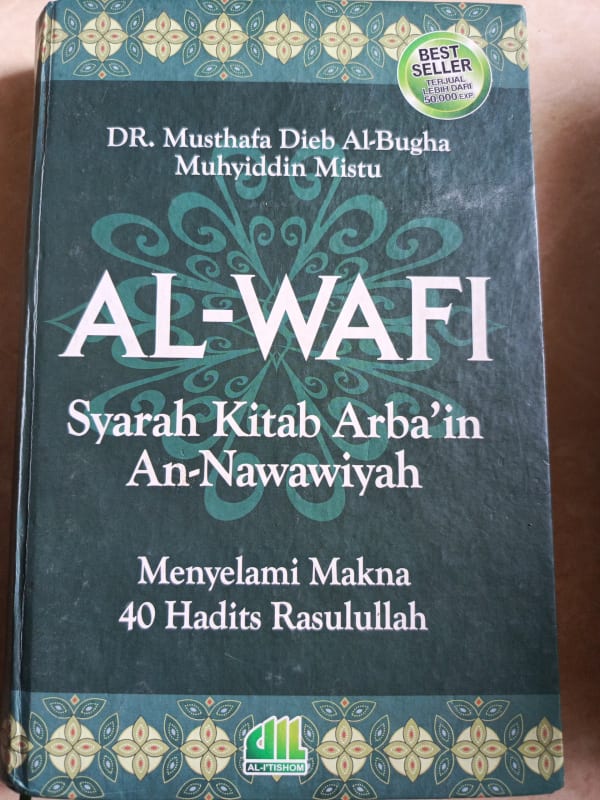 BEST
SELLER
TERJUAL
LEBIH DARI
50.000 EXP.
DR. Musthafa Dieb Al-Bugha
Muhyiddin Mistu
AL-WAFI
Syarah Kitab Arba'in
An-Nawawiyah
Menyelami Makna
40 Hadits Rasulullah
AL-I'TISHOM